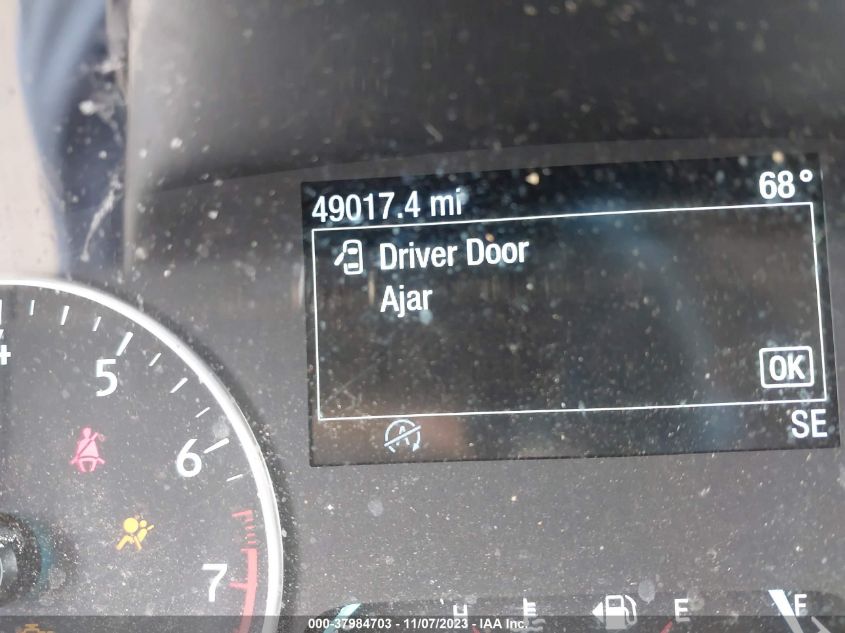 49017.4 mi 68°
Driver Door
Ajar
OK
SE
4
5
6
7
H E F
000-37984703 - 11/07/2023 - IAA Inc.